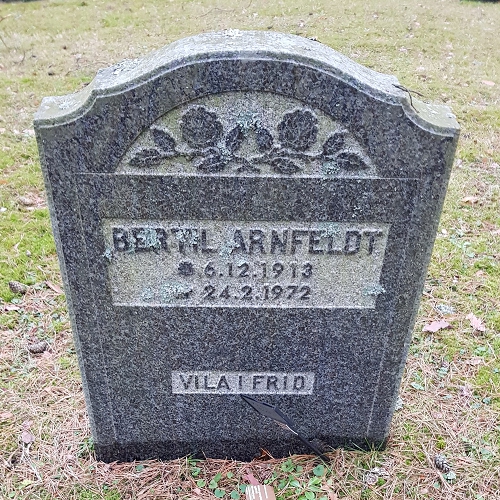 BERTIL ARNFELDT
* 6.12.1913
24.2.1972
VILA I FRID